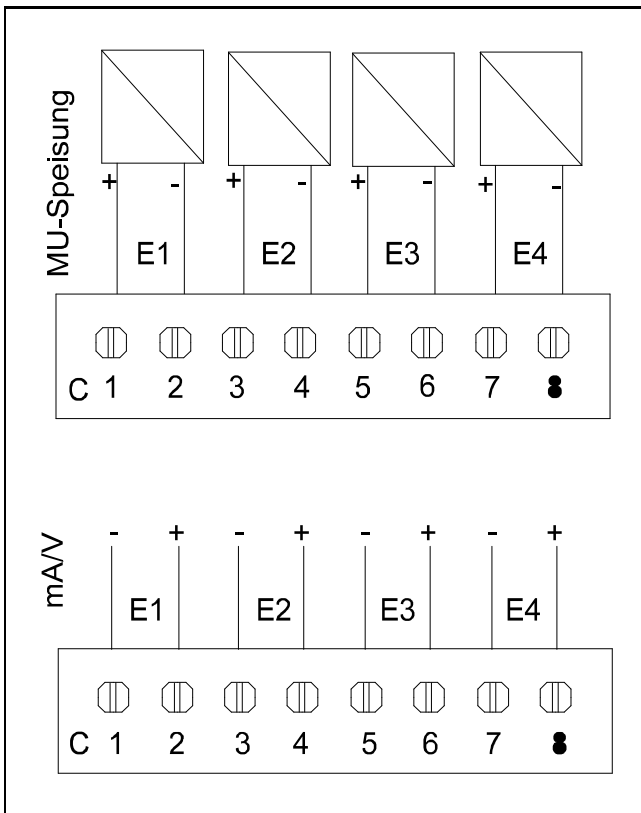 MU-Speisung
+ - + - + - + -
E1 E2 E3 E4
C 1 2 3 4 5 6 7 8
mA/V
- + - + - + - +
E1 E2 E3 E4
C 1 2 3 4 5 6 7 8